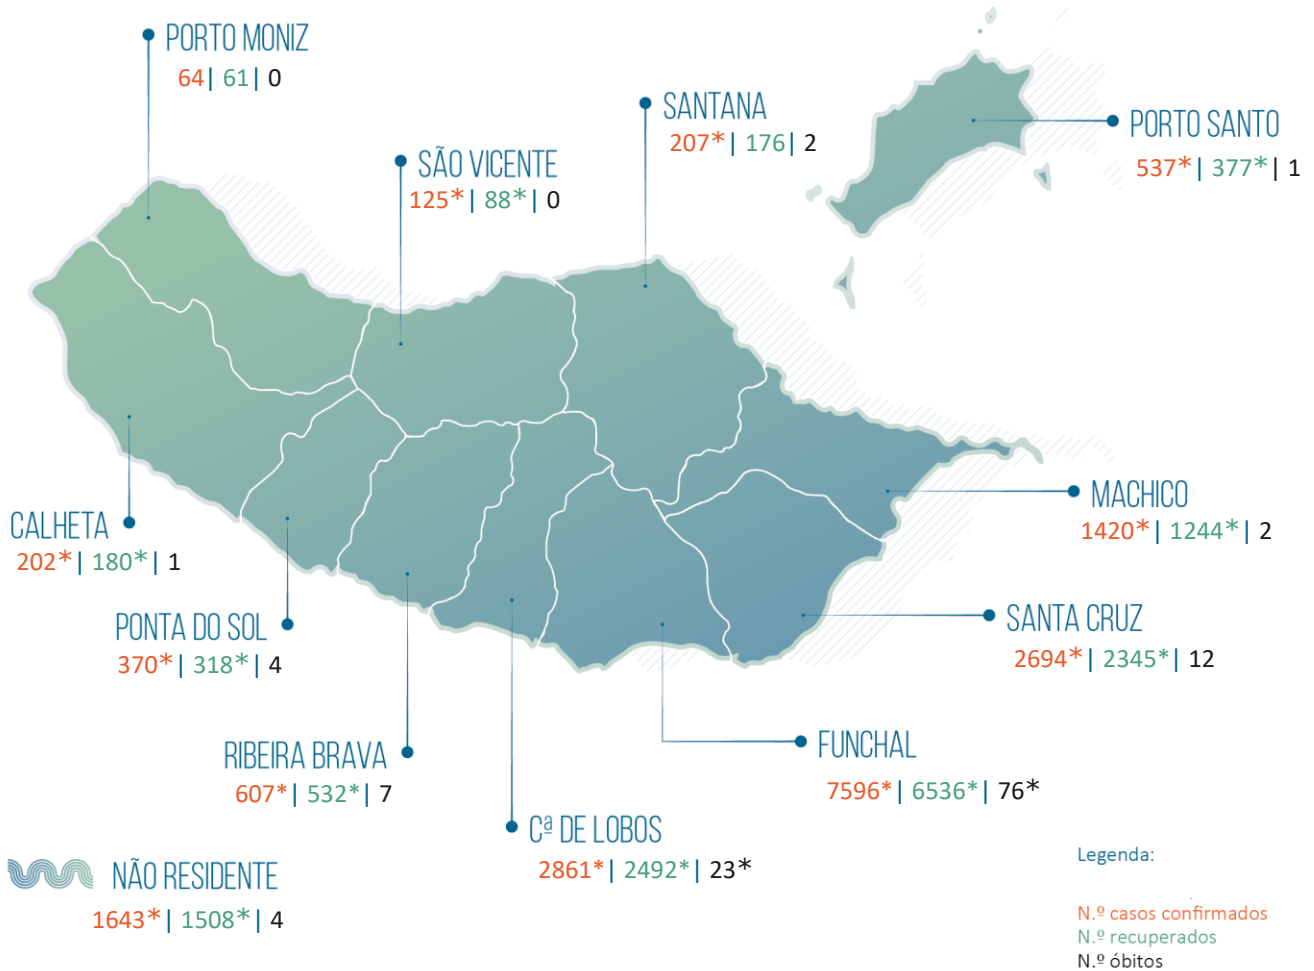 PORTO MONIZ
64| 61| 0
SANTANA
207*| 176| 2
PORTO SANTO
537*| 377*| 1
SÃO VICENTE
125*| 88*| 0
MACHICO
1420*| 1244*| 2
CALHETA
202*| 180*| 1
SANTA CRUZ
2694*| 2345*| 12
PONTA DO SOL
370*| 318*| 4
RIBEIRA BRAVA
607*| 532*| 7
FUNCHAL
7596*| 6536*| 76*
Cª DE LOBOS
2861*| 2492*| 23*
NÃO RESIDENTE
1643*| 1508*| 4
Legenda:
N.º casos confirmados
N.º recuperados
N.º óbitos